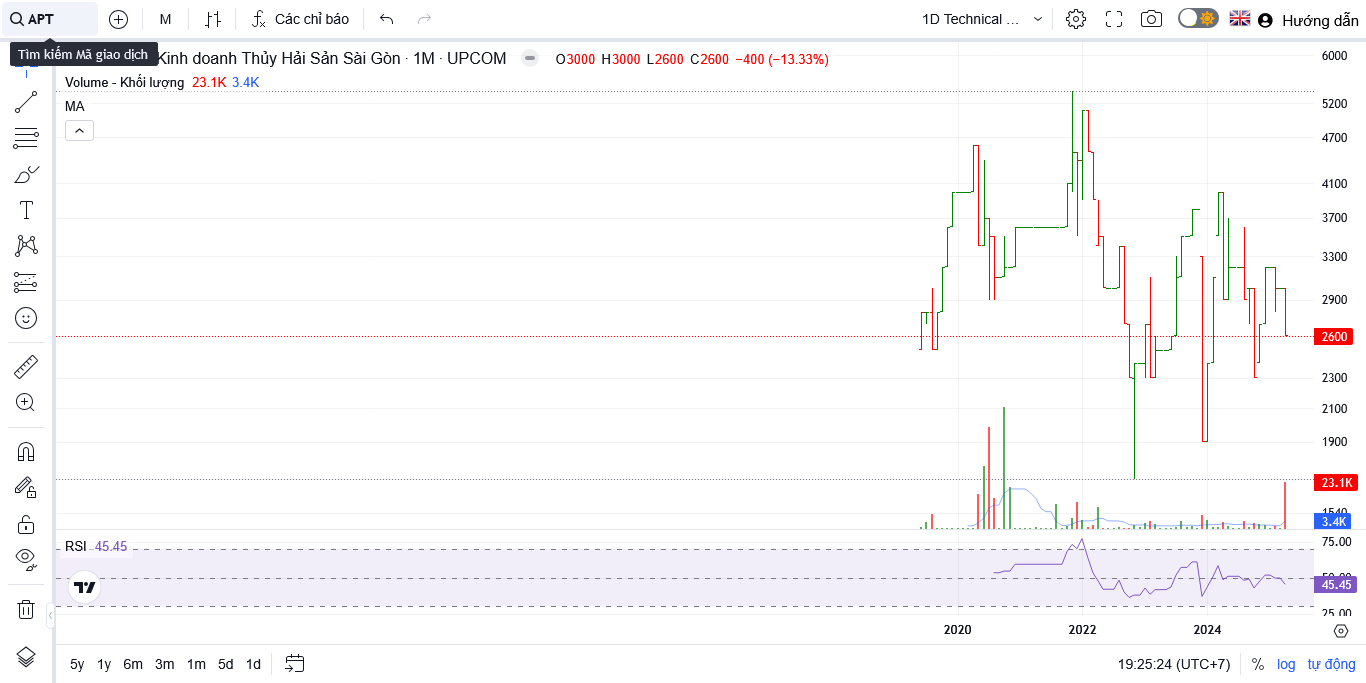 APT M Các chỉ báo 1D Technical ... Hướng dẫn
Tìm kiếm Mã giao dịch
Kinh doanh Thủy Hải Sản Sài Gòn · 1M · UPCOM O3000 H3000 L2600 C2600 −400 (−13.33%)
Volume - Khối lượng 23.1K 3.4K
MA
6000
5200
4700
4100
3700
3300
2900
2600
2300
2100
1900
23.1K
1540
3.4K
RSI 45.45
75.00
50.00
45.45
25.00
2020 2022 2024
5y 1y 6m 3m 1m 5d 1d 19:25:24 (UTC+7) % log tự động